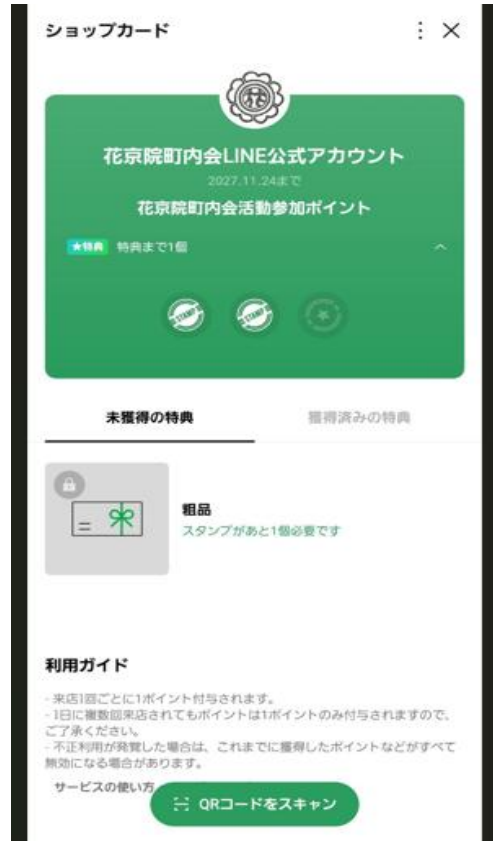 ショップカード
花京院町内会LINE公式アカウント
2027.11.24まで
花京院町内会活動参加ポイント
★特典 特典まで1個
STAMP STAMP
未獲得の特典 獲得済みの特典
粗品
スタンプがあと1個必要です
利用ガイド
- 来店1回ごとに1ポイント付与されます。
- 1日に複数回来店されてもポイントは1ポイントのみ付与されますので、
ご了承ください。
- 不正利用が発覚した場合は、これまでに獲得したポイントなどがすべて
無効になる場合があります。
サービスの使い方
QRコードをスキャン